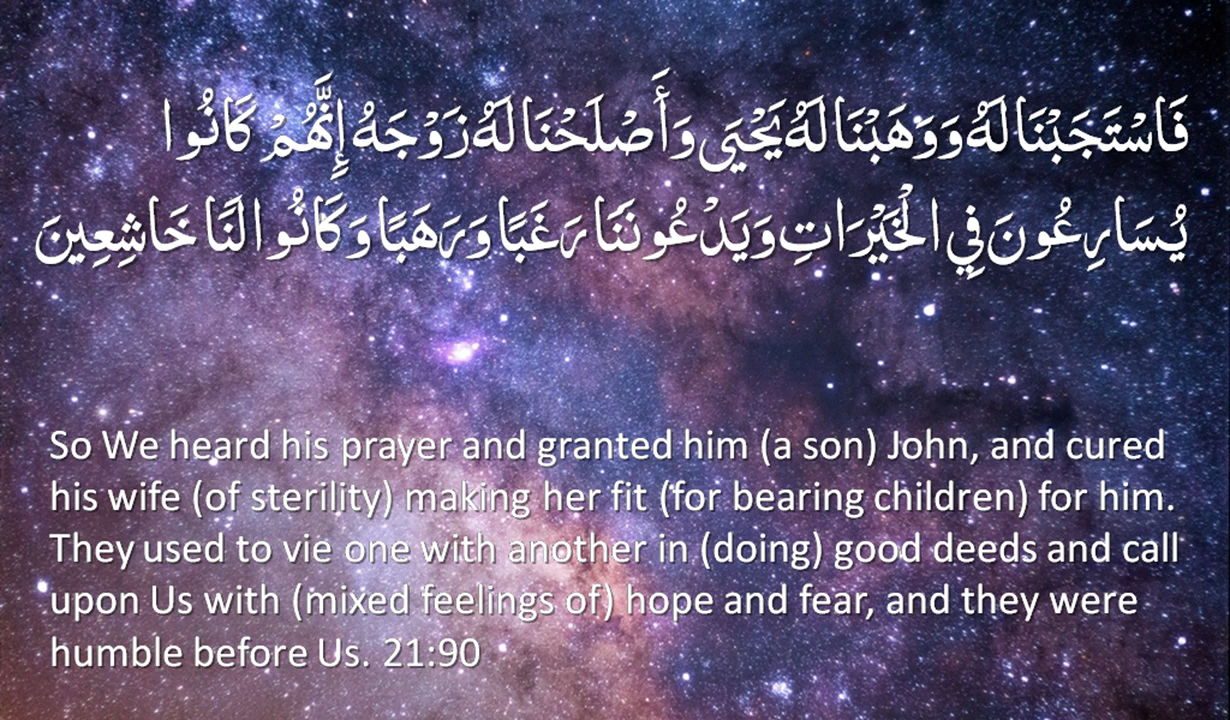 فَاسْتَجَبْنَا لَهُ وَوَهَبْنَا لَهُ يَحْيَى وَأَصْلَحْنَا لَهُ زَوْجَهُ إِنَّهُمْ كَانُوا
يُسَارِعُونَ فِي الْخَيْرَاتِ وَيَدْعُونَنَا رَغَبًا وَرَهَبًا وَكَانُوا لَنَا خَاشِعِينَ
So We heard his prayer and granted him (a son) John, and cured
his wife (of sterility) making her fit (for bearing children) for him.
They used to vie one with another in (doing) good deeds and call
upon Us with (mixed feelings of) hope and fear, and they were
humble before Us. 21:90